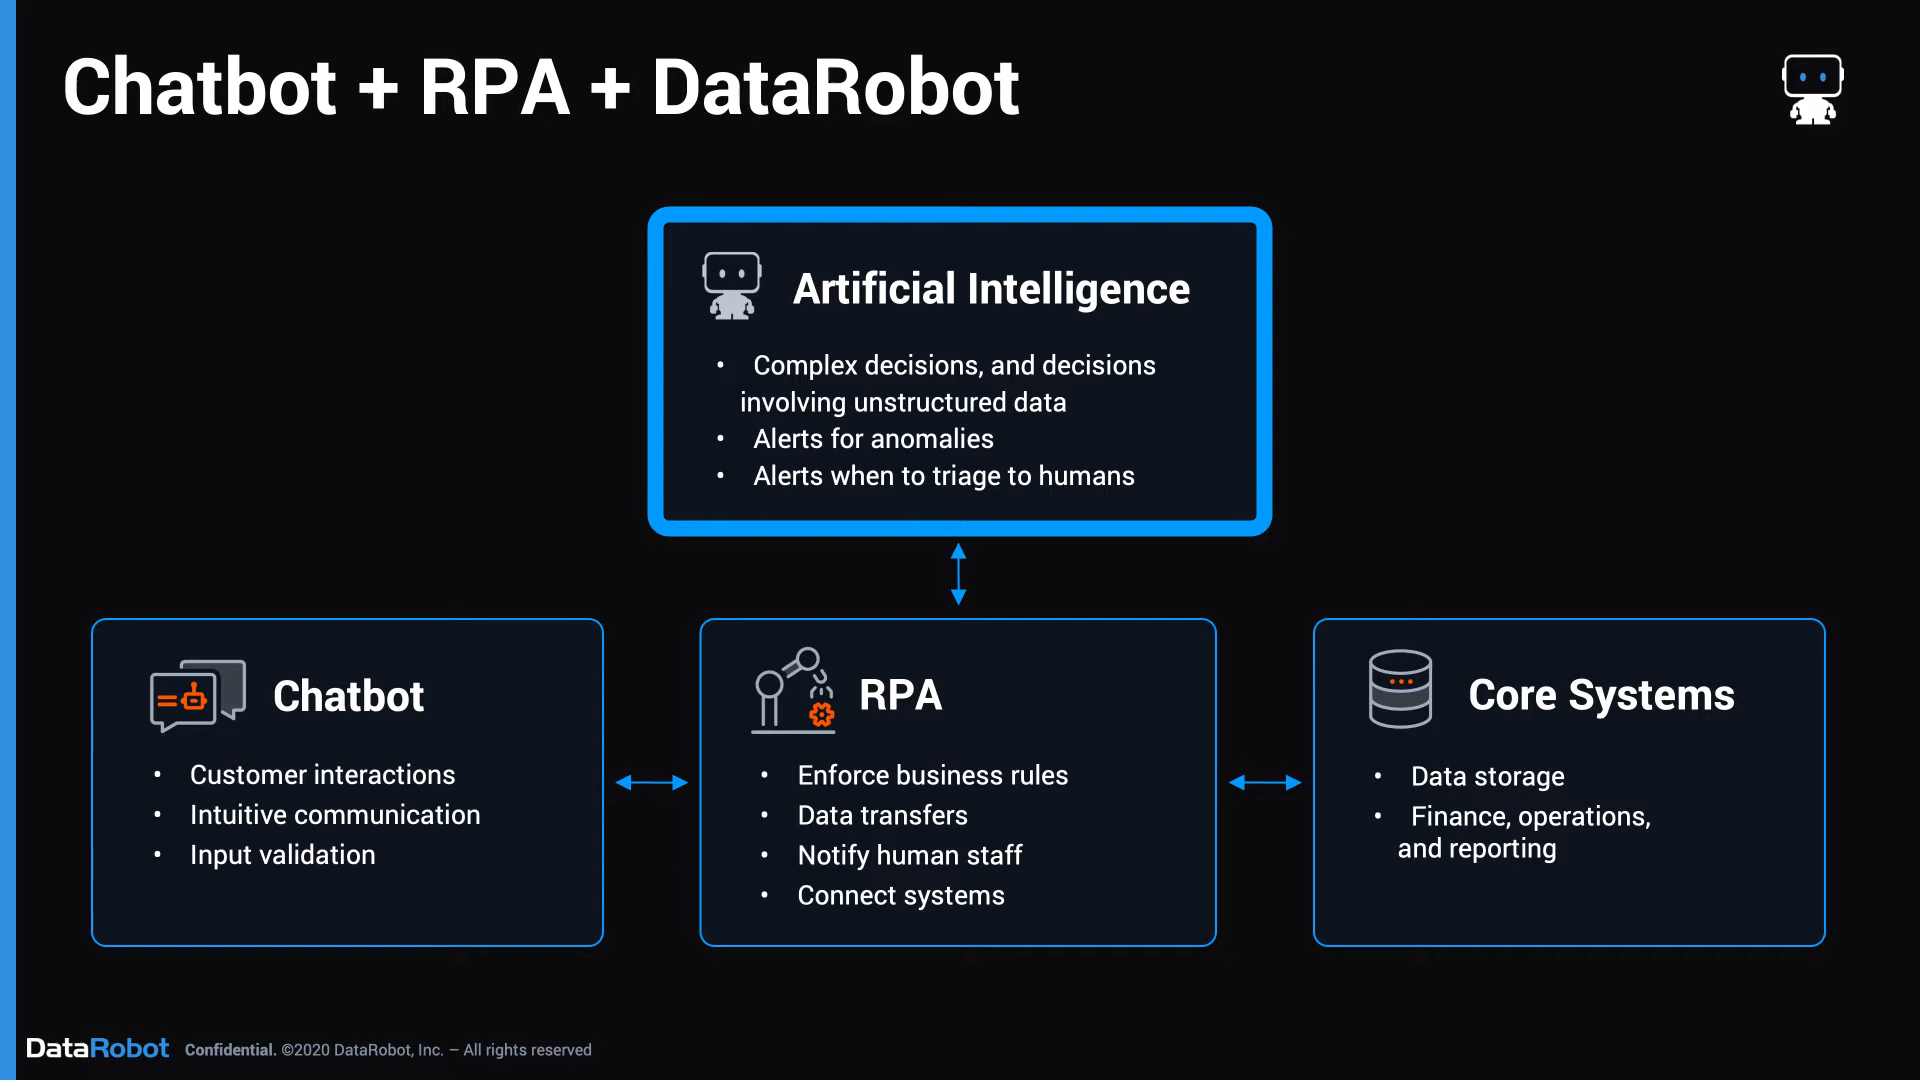 Chatbot + RPA + DataRobot
Artificial Intelligence
• Complex decisions, and decisions
involving unstructured data
• Alerts for anomalies
• Alerts when to triage to humans
Chatbot
• Customer interactions
• Intuitive communication
• Input validation
RPA
• Enforce business rules
• Data transfers
• Notify human staff
• Connect systems
Core Systems
• Data storage
• Finance, operations,
and reporting
DataRobot Confidential. ©2020 DataRobot, Inc. – All rights reserved